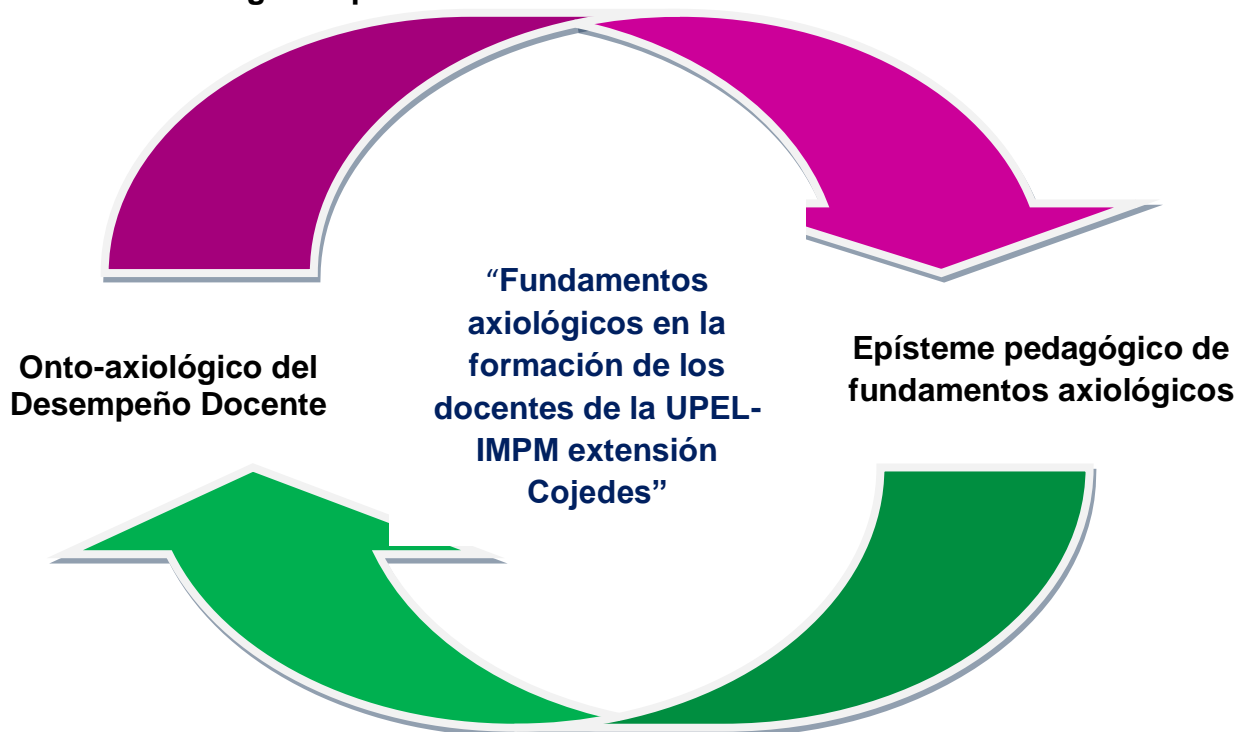 “Fundamentos
axiológicos en la
formación de los
docentes de la UPEL-
IMPM extensión
Cojedes”
Onto-axiológico del
Desempeño Docente
Epísteme pedagógico de
fundamentos axiológicos